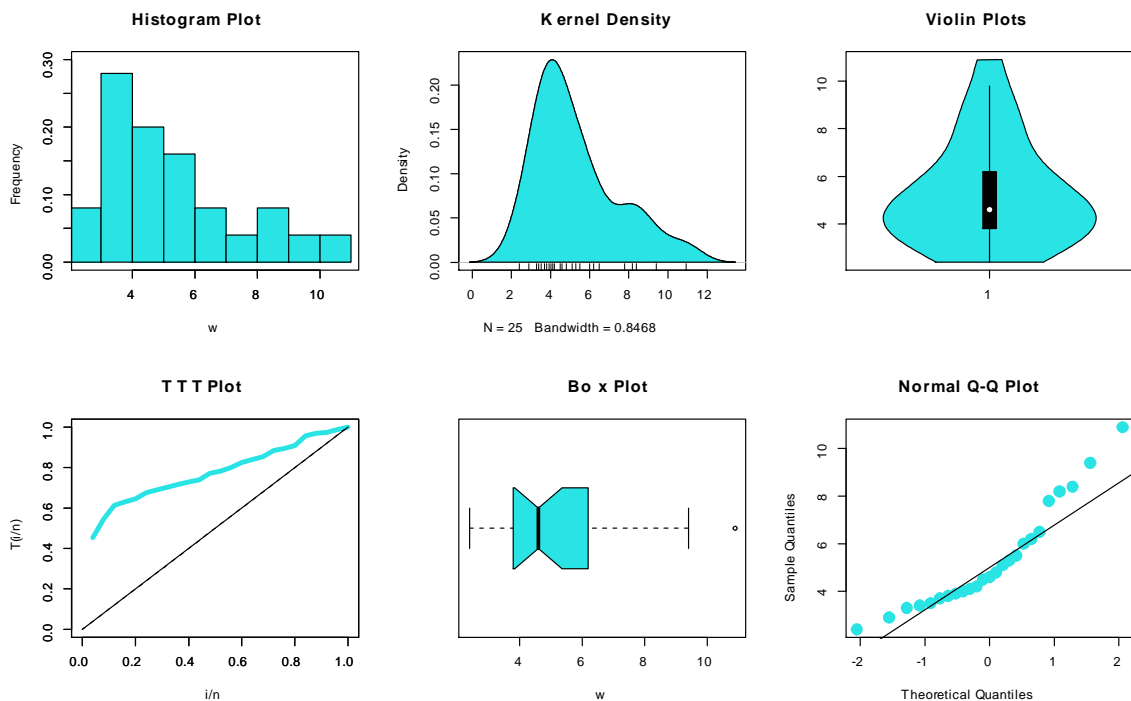 Histogram Plot
Frequency
0.00 0.10 0.20 0.30
4 6 8 10
w
Kernel Density
Density
0.00 0.05 0.10 0.15 0.20
0 2 4 6 8 10 12
N = 25 Bandwidth = 0.8468
Violin Plots
4 6 8 10
1
TTT Plot
T(i/n)
0.0 0.2 0.4 0.6 0.8 1.0
0.0 0.2 0.4 0.6 0.8 1.0
i/n
Box Plot
4 6 8 10
w
Normal Q-Q Plot
Sample Quantiles
4 6 8 10
-2 -1 0 1 2
Theoretical Quantiles